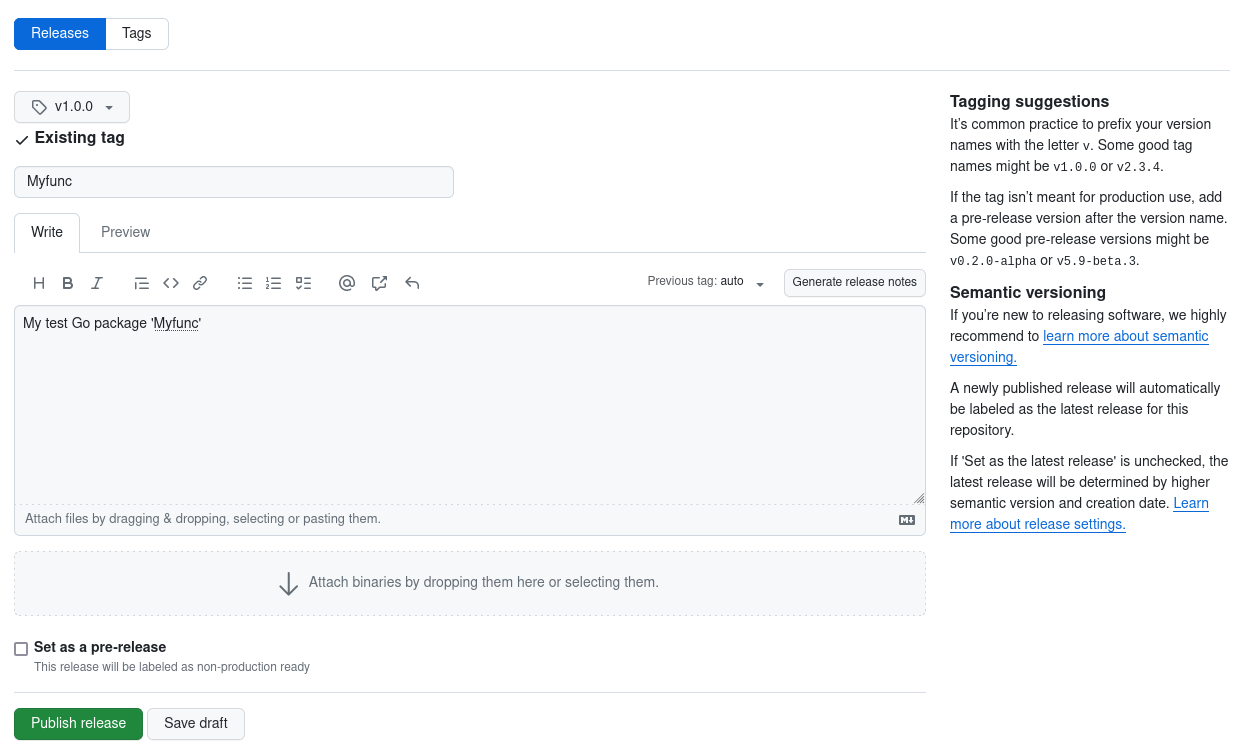 Releases
Tags
v1.0.0
Existing tag
Myfunc
Write
Preview
H B I
@
Previous tag: auto
Generate release notes
My test Go package 'Myfunc'
Attach files by dragging & dropping, selecting or pasting them.
Attach binaries by dropping them here or selecting them.
Set as a pre-release
This release will be labeled as non-production ready
Publish release
Save draft
Tagging suggestions
It’s common practice to prefix your version
names with the letter v. Some good tag
names might be v1.0.0 or v2.3.4.
If the tag isn’t meant for production use, add
a pre-release version after the version name.
Some good pre-release versions might be
v0.2.0-alpha or v5.9-beta.3.
Semantic versioning
If you’re new to releasing software, we highly
recommend to learn more about semantic
versioning.
A newly published release will automatically
be labeled as the latest release for this
repository.
If 'Set as the latest release' is unchecked, the
latest release will be determined by higher
semantic version and creation date. Learn
more about release settings.